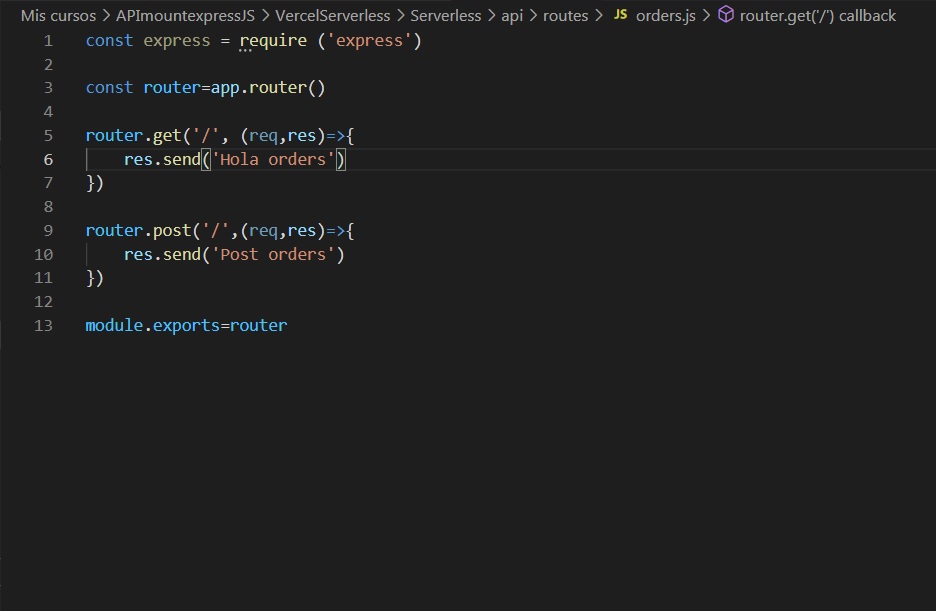 Mis cursos > APImountexpressJS > VercelServerless > Serverless > api > routes > JS orders.js > router.get('/') callback
1 const express = require ('express')
2
3 const router=app.router()
4
5 router.get('/', (req,res)=>{
6     res.send('Hola orders')
7 })
8
9 router.post('/',(req,res)=>{
10     res.send('Post orders')
11 })
12
13 module.exports=router